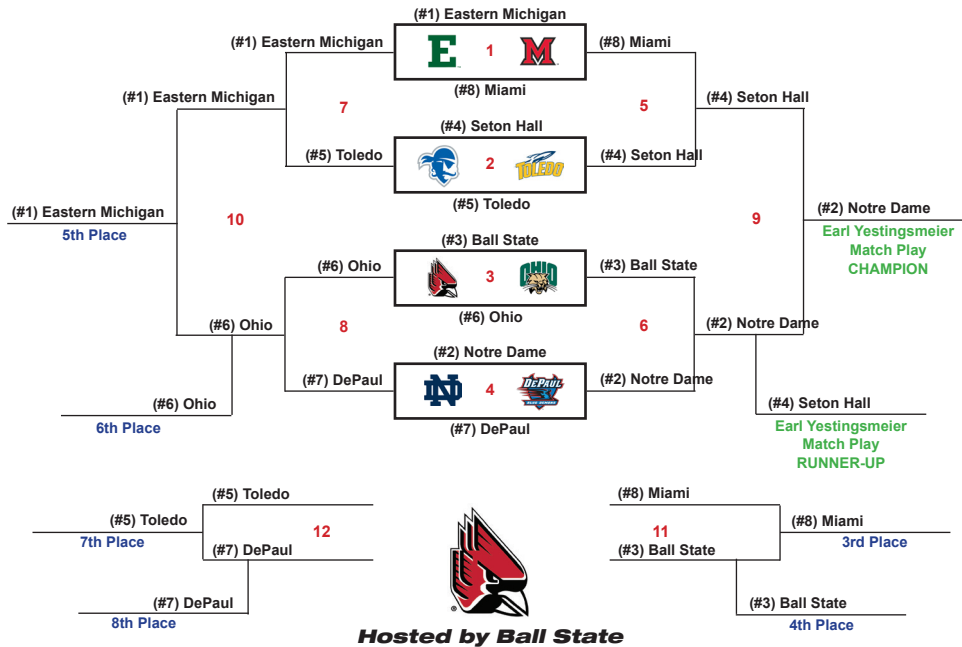 (#1) Eastern Michigan
(#1) Eastern Michigan
E
1
M
(#8) Miami
(#8) Miami
(#1) Eastern Michigan
7
5
(#4) Seton Hall
(#4) Seton Hall
(#5) Toledo
2
TOLEDO
(#4) Seton Hall
(#5) Toledo
(#1) Eastern Michigan
5th Place
10
9
(#2) Notre Dame
Earl Yestingsmeier
Match Play
CHAMPION
(#3) Ball State
(#6) Ohio
3
OHIO
(#3) Ball State
(#6) Ohio
(#6) Ohio
8
6
(#2) Notre Dame
(#2) Notre Dame
(#7) DePaul
ND
4
DEPAUL
BLUE DEMONS
(#2) Notre Dame
(#7) DePaul
(#6) Ohio
6th Place
(#4) Seton Hall
Earl Yestingsmeier
Match Play
RUNNER-UP
(#5) Toledo
(#5) Toledo
7th Place
12
(#7) DePaul
(#7) DePaul
8th Place
(#8) Miami
11
(#8) Miami
3rd Place
(#3) Ball State
(#3) Ball State
4th Place
®
Hosted by Ball State